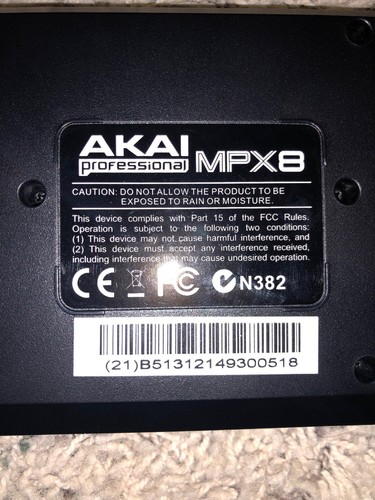 AKAI
professional MPX8
CAUTION: DO NOT ALLOW THE PRODUCT TO BE
EXPOSED TO RAIN OR MOISTURE.
This device complies with Part 15 of the FCC Rules.
Operation is subject to the following two conditions:
(1) This device may not cause harmful interference, and
(2) This device must accept any interference received,
including interference that may cause undesired operation.
CE FC N382
(21)B51312149300518